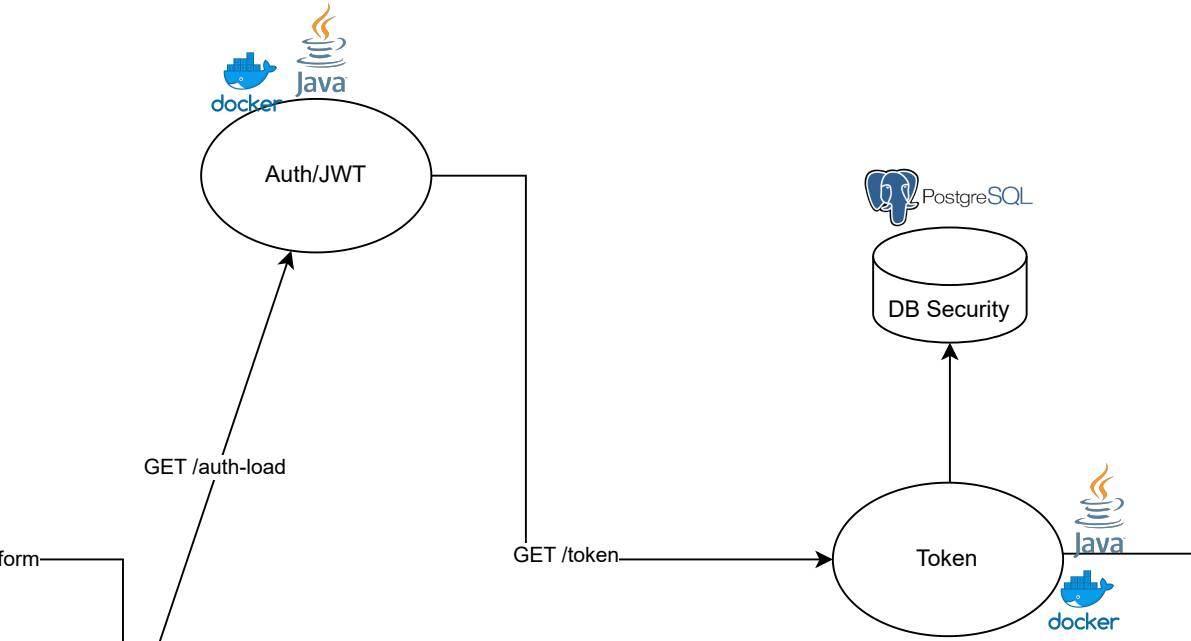 Java
docker
Auth/JWT
PostgreSQL
DB Security
GET /auth-load
form
GET /token
Token
Java
docker